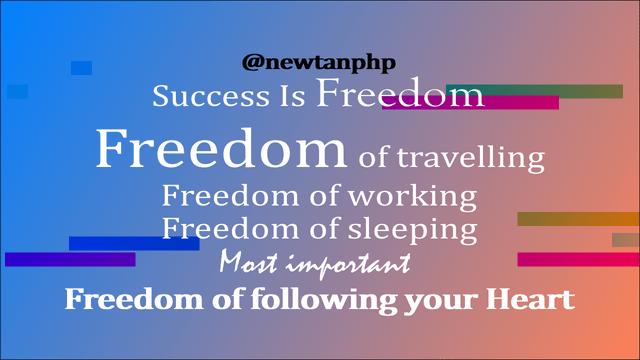 @newtanphp
Success Is Freedom
Freedom of travelling
Freedom of working
Freedom of sleeping
Most important
Freedom of following your Heart